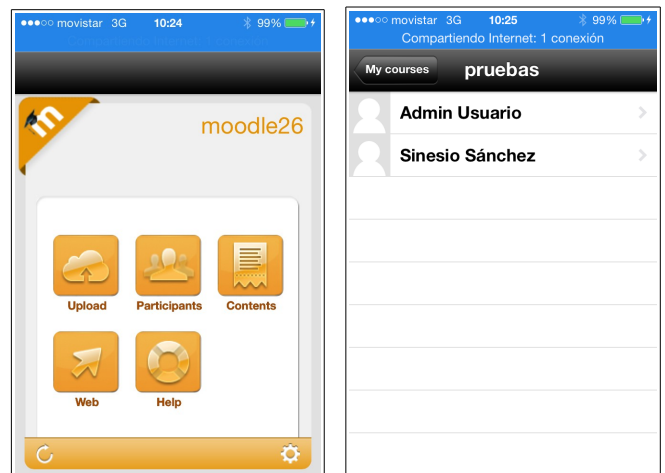 movistar 3G 10:24 99%
moodle26
Upload Participants Contents
Web Help
movistar 3G 10:25 99%
Compartiendo Internet: 1 conexión
My courses pruebas
Admin Usuario
Sinesio Sánchez